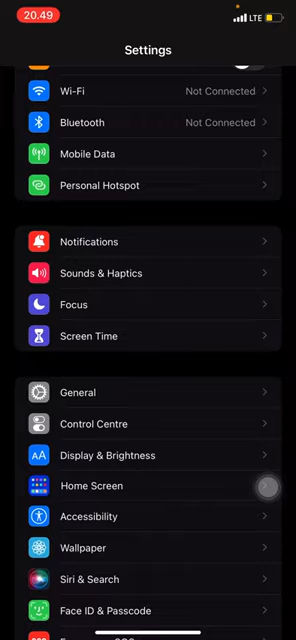 20.49
LTE
Settings
Wi-Fi Not Connected
Bluetooth Not Connected
Mobile Data
Personal Hotspot
Notifications
Sounds & Haptics
Focus
Screen Time
General
Control Centre
AA Display & Brightness
Home Screen
Accessibility
Wallpaper
Siri & Search
Face ID & Passcode